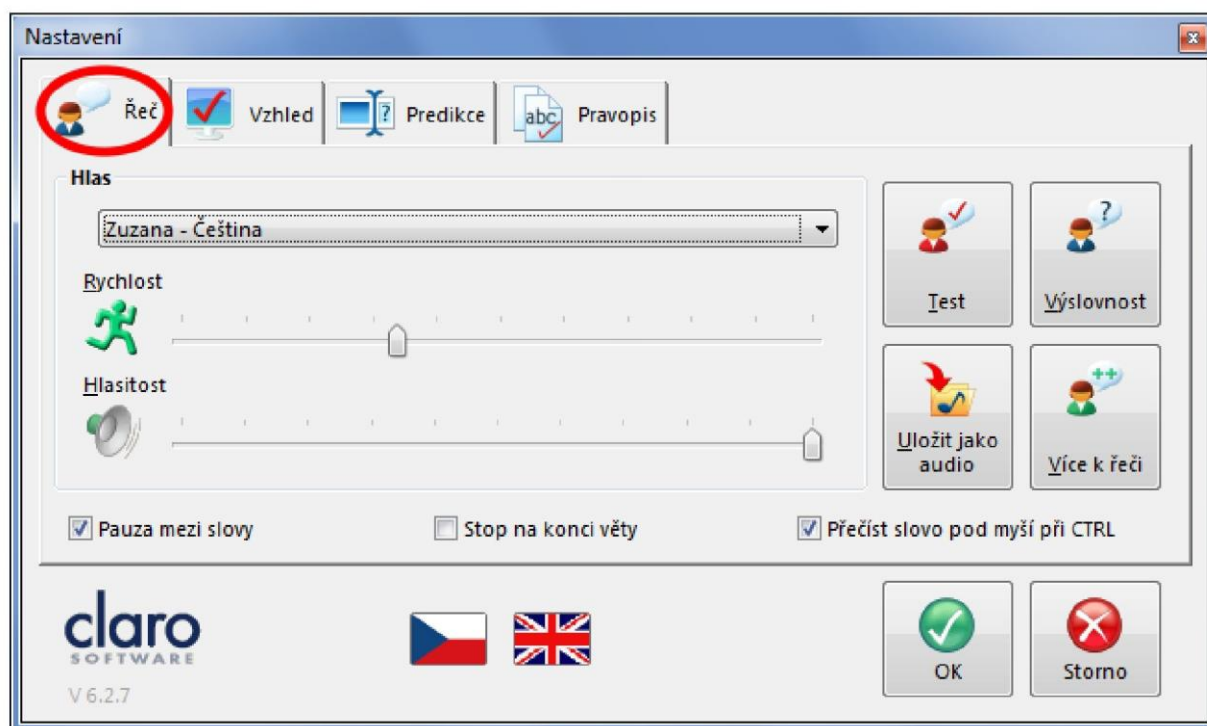 Nastavení
Řeč
Vzhled
?
Predikce
abc
Pravopis
Hlas
Zuzana - Čeština
Rychlost
Hlasitost
Test
?
Výslovnost
Uložit jako
audio
++
Více k řeči
Pauza mezi slovy
Stop na konci věty
Přečíst slovo pod myší při CTRL
claro
SOFTWARE
V 6.2.7
OK
Storno